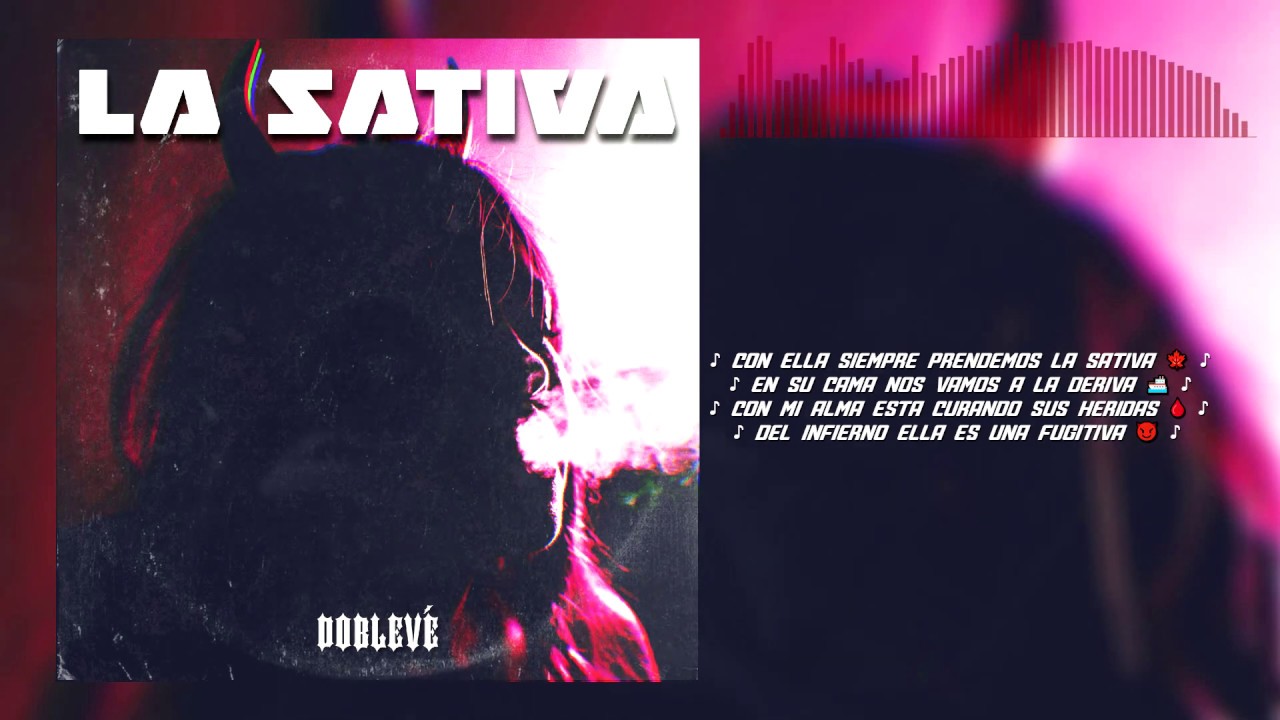 LA SATIVA
DOBLEVÉ
♪ CON ELLA SIEMPRE PRENDEMOS LA SATIVA 🍁 ♪
♪ EN SU CAMA NOS VAMOS A LA DERIVA 🛳️ ♪
♪ CON MI ALMA ESTA CURANDO SUS HERIDAS 🩸 ♪
♪ DEL INFIERNO ELLA ES UNA FUGITIVA 😈 ♪